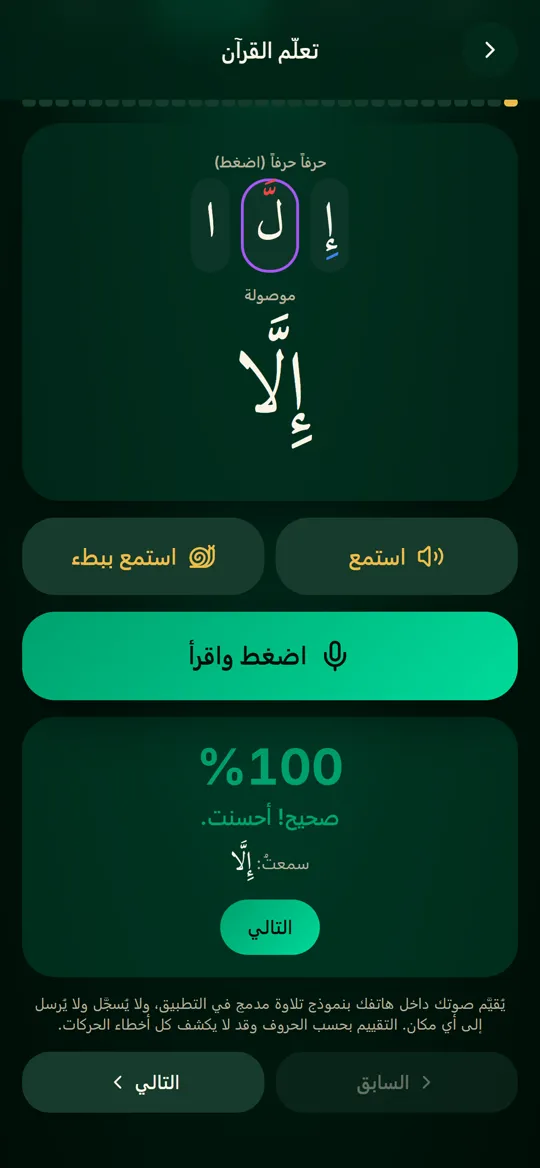 تعلّم القرآن
حرفاً حرفاً (اضغط)
إِ لَّ ا
موصولة
إِلَّا
استمع
استمع ببطء
اضغط واقرأ
%100
صحيح! أحسنت.
سمعتُ: إِلَّا
التالي
يُقيَّم صوتك داخل هاتفك بنموذج تلاوة مدمج في التطبيق، ولا يُسجَّل ولا يُرسل
إلى أي مكان. التقييم بحسب الحروف وقد لا يكشف كل أخطاء الحركات.
السابق
التالي